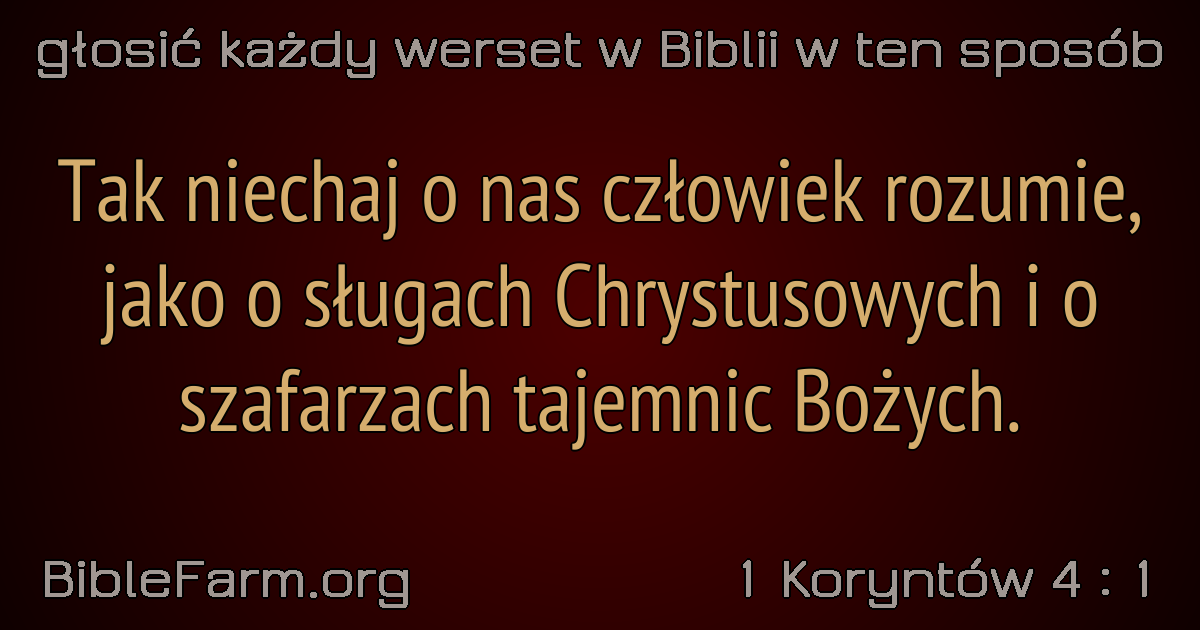 głosić każdy werset w Biblii w ten sposób
Tak niechaj o nas człowiek rozumie,
jako o sługach Chrystusowych i o
szafarzach tajemnic Bożych.
BibleFarm.org
1 Koryntów 4 : 1